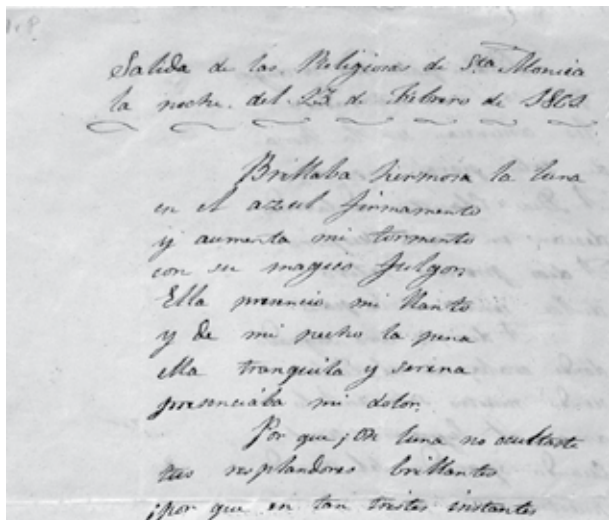 Salida de las Religiosas de Sta Monica
la noche del 23 de Febrero de 1862
Brillaba hermosa la luna
en el azul firmamento
y aumenta mi tormento
con su magico fulgor.
Ella presencio mi llanto
y de mi pecho la pena
ella tranquila y serena
presenciaba mi dolor.
Por que ¡oh luna no ocultaste
tus resplandores brillantes
¡por que en tan tristes instantes